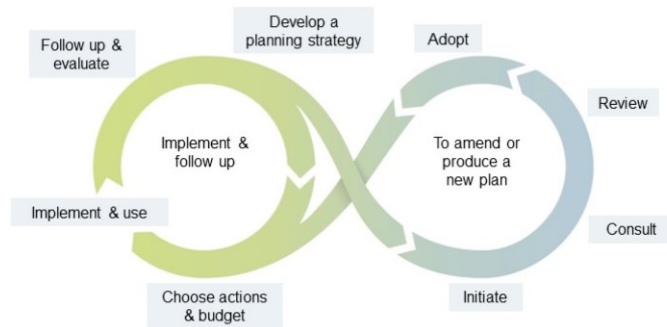 Develop a
planning strategy
Adopt
Follow up &
evaluate
Review
Implement &
follow up
To amend or
produce a
new plan
Implement & use
Consult
Choose actions
& budget
Initiate